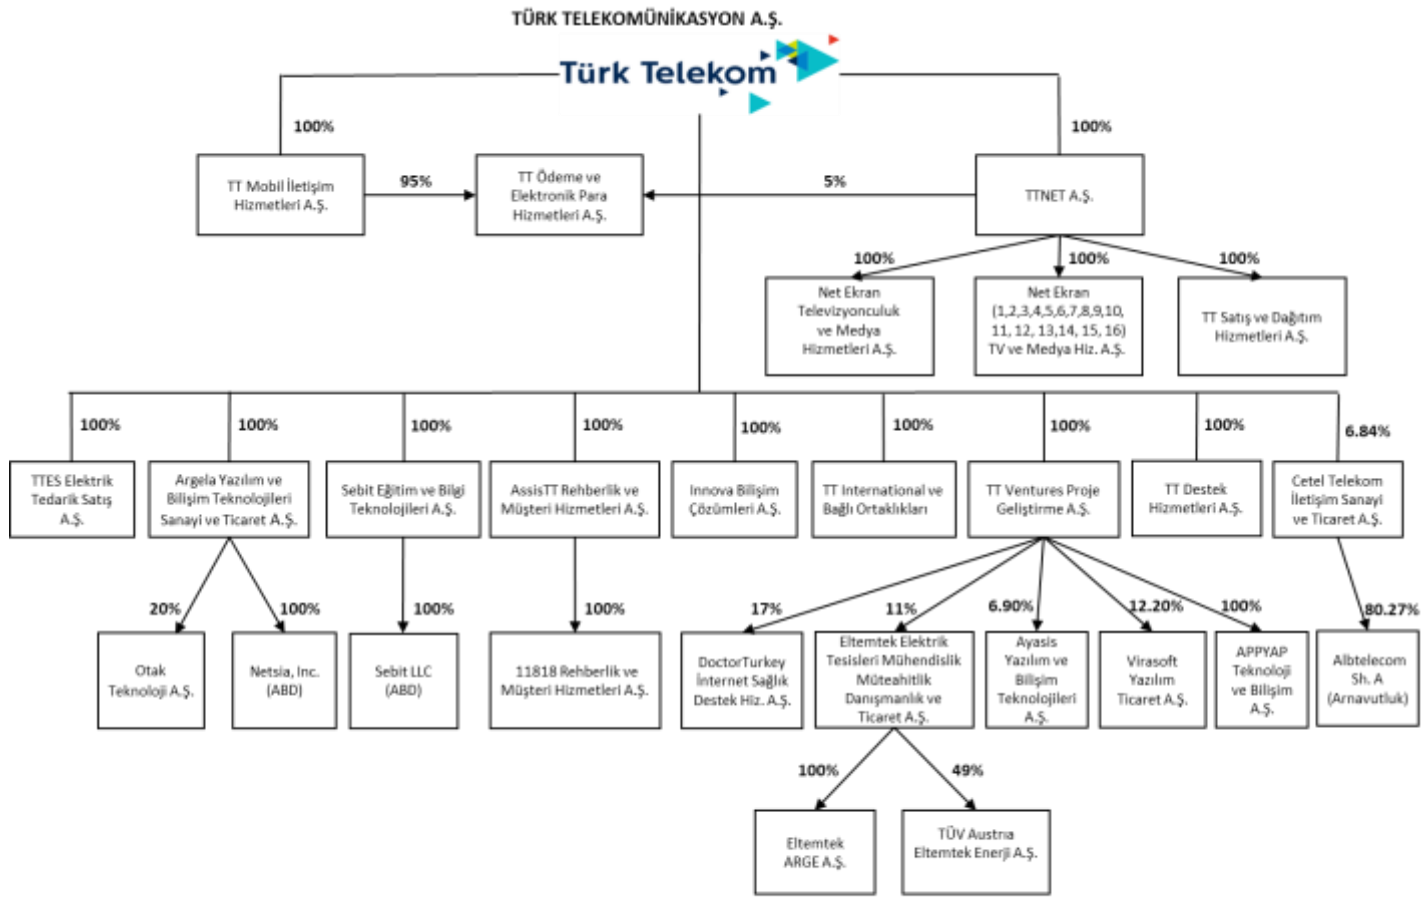 TÜRK TELEKOMÜNİKASYON A.Ş.
Türk Telekom
100%
100%
TT Mobil İletişim
Hizmetleri A.Ş.
95%
TT Ödeme ve
Elektronik Para
Hizmetleri A.Ş.
5%
TTNET A.Ş.
100%
100%
100%
Net Ekran
Televizyonculuk
ve Medya
Hizmetleri A.Ş.
Net Ekran
(1,2,3,4,5,6,7,8,9,10,
11, 12, 13,14, 15, 16)
TV ve Medya Hiz. A.Ş.
TT Satış ve Dağıtım
Hizmetleri A.Ş.
100%
100%
100%
100%
100%
100%
100%
100%
6.84%
TTES Elektrik
Tedarik Satış
A.Ş.
Argela Yazılım ve
Bilişim Teknolojileri
Sanayi ve Ticaret A.Ş.
Sebit Eğitim ve Bilgi
Teknolojileri A.Ş.
AssisTT Rehberlik ve
Müşteri Hizmetleri A.Ş.
Innova Bilişim
Çözümleri A.Ş.
TT International ve
Bağlı Ortaklıkları
TT Ventures Proje
Geliştirme A.Ş.
TT Destek
Hizmetleri A.Ş.
Cetel Telekom
İletişim Sanayi
ve Ticaret A.Ş.
20%
100%
100%
100%
17%
11%
6.90%
12.20%
100%
80.27%
Otak
Teknoloji A.Ş.
Netsia, Inc.
(ABD)
Sebit LLC
(ABD)
11818 Rehberlik ve
Müşteri Hizmetleri A.Ş.
DoctorTurkey
İnternet Sağlık
Destek Hiz. A.Ş.
Eltemtek Elektrik
Tesisleri Mühendislik
Müteahitlik
Danışmanlık ve
Ticaret A.Ş.
Ayasis
Yazılım ve
Bilişim
Teknolojileri
A.Ş.
Virasoft
Yazılım
Ticaret A.Ş.
APPYAP
Teknoloji
ve Bilişim
A.Ş.
Albtelecom
Sh. A
(Arnavutluk)
100%
49%
Eltemtek
ARGE A.Ş.
TÜV Austrıa
Eltemtek Enerji A.Ş.